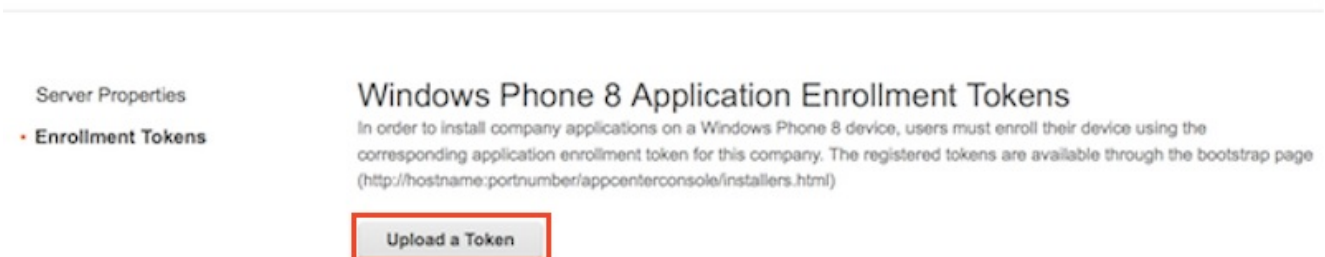 Server Properties
Enrollment Tokens
Windows Phone 8 Application Enrollment Tokens
In order to install company applications on a Windows Phone 8 device, users must enroll their device using the
corresponding application enrollment token for this company. The registered tokens are available through the bootstrap page
(http://hostname:portnumber/appcenterconsole/installers.html)
Upload a Token